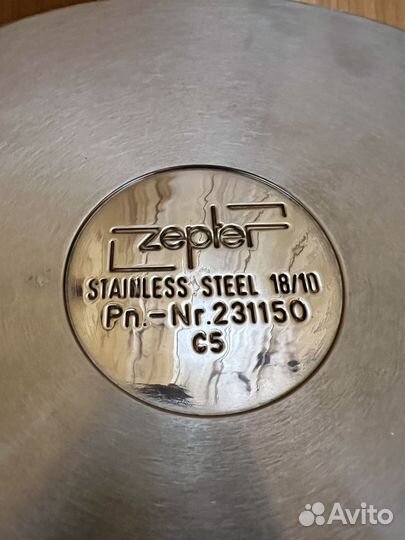 zepter
STAINLESS STEEL 18/10
Pn.-Nr.231150
C5
Avito